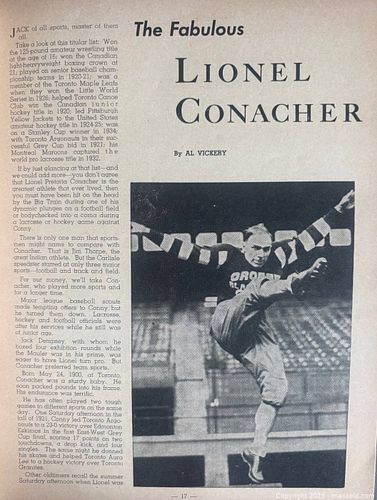 JACK of all sports, master of them
all.
Take a look at this titular list: Won
the 125-pound amateur wrestling title
at the age of 16; won the Canadian
light-heavyweight boxing crown at
21; played on senior baseball cham-
pionship teams in 1920-21; was a
member of the Toronto Maple Leafs
when they won the Little World
Series in 1926; helped Toronto Canoe
Club win the Canadian junior
hockey title in 1920; led Pittsburgh
Yellow Jackets to the United States
amateur hockey title in 1924-25; was
on a Stanley Cup winner in 1934;
with Toronto Argonauts in their suc-
cessful Grey Cup bid in 1921; his
Montreal Maroons captured the
world pro lacrosse title in 1932.
If by just glancing at that list—and
we could add more—you don't agree
that Lionel Pretoria Conacher is the
greatest athlete that ever lived, then
you must have been hit on the head
by the Big Train during one of his
dynamic plunges on a football field
or bodychecked into a coma during
a lacrosse or hockey game against
Conny.
There is only one man that sports-
men might name to compare with
Conacher. That is Jim Thorpe, the
great Indian athlete. But the Carlisle
speedster starred at only three major
sports—football and track and field.
For our money, we'll take Con-
acher, who played more sports and
for a longer time.
Major league baseball scouts
made tempting offers to Conny but
he turned them down. Lacrosse,
hockey and football officials were
after his services while he still was
of junior age.
Jack Dempsey, with whom he
boxed four exhibition rounds while
the Mauler was in his prime, was
eager to have Lionel turn pro. But
Conacher preferred team sports.
Born May 24, 1900, at Toronto,
Conacher was a sturdy baby. He
soon packed pounds into his frame.
His endurance was terrific.
He has often played two tough
games in different sports on the same
day. One Saturday afternoon in the
fall of 1921, Conny led Toronto Argo-
nauts to a 23-0 victory over Edmonton
Eskimos in the first East-West Grey
Cup final, scoring 17 points on two
touchdowns, a drop kick, and four
singles. The same night he donned
his skates and helped Toronto Aura
Lee to a hockey victory over Toronto
Granites.
Other oldtimers recall the summer
Saturday afternoon when Lionel was
The Fabulous
LIONEL
CONACHER
By AL VICKERY
— 17 —